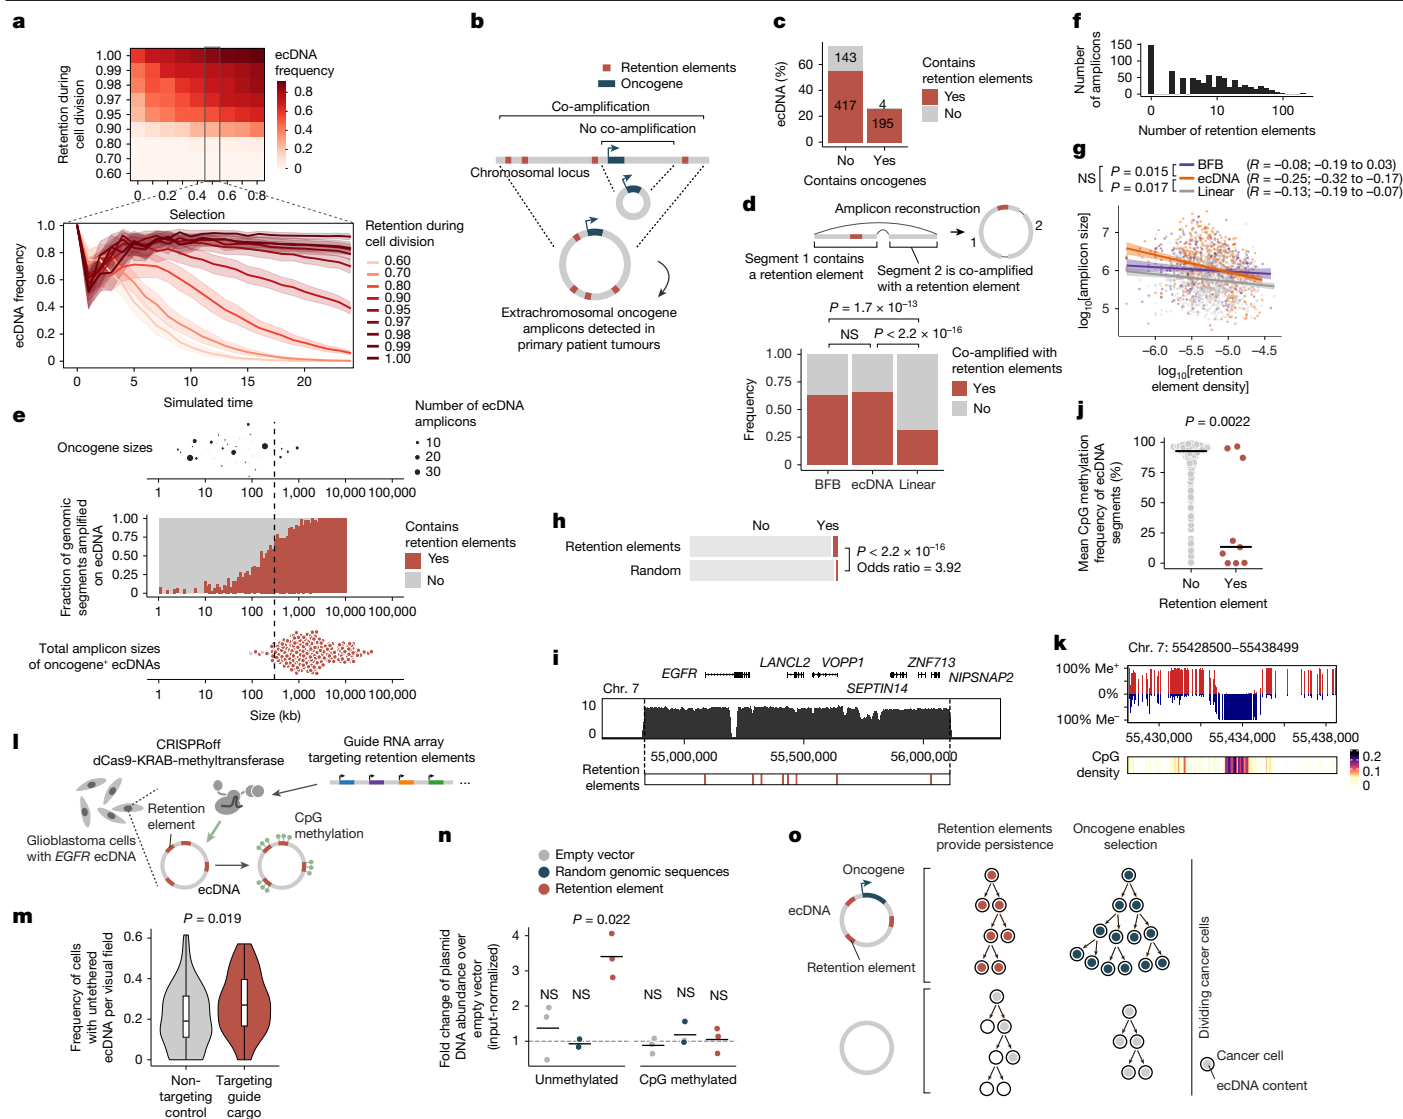 a
Retention during
cell division
1.00
0.99
0.98
0.97
0.95
0.90
0.80
0.70
0.60
0
0.2
0.4
0.6
0.8
Selection
ecDNA
frequency
0.8
0.6
0.4
0.2
0
ecDNA frequency
1.0
0.8
0.6
0.4
0.2
0
0
5
10
15
20
Simulated time
Retention during
cell division
0.60
0.70
0.80
0.90
0.95
0.97
0.98
0.99
1.00
b
Retention elements
Oncogene
Co-amplification
No co-amplification
Chromosomal locus
Extrachromosomal oncogene
amplicons detected in
primary patient tumours
c
ecDNA (%)
60
40
20
0
143
417
4
195
No
Yes
Contains oncogenes
Contains
retention elements
Yes
No
d
Amplicon reconstruction
1
2
Segment 1 contains
a retention element
Segment 2 is co-amplified
with a retention element
P = 1.7 × 10–13
NS
P < 2.2 × 10–16
Frequency
1.00
0.75
0.50
0.25
0
BFB
ecDNA
Linear
Co-amplified with
retention elements
Yes
No
e
Oncogene sizes
Number of ecDNA
amplicons
10
20
30
1
10
100
1,000
10,000
100,000
Fraction of genomic
segments amplified
on ecDNA
1.00
0.75
0.50
0.25
0
1
10
100
1,000
10,000
100,000
Contains
retention elements
Yes
No
Total amplicon sizes
of oncogene+ ecDNAs
1
10
100
1,000
10,000
100,000
Size (kb)
f
Number
of amplicons
150
100
50
0
0
10
100
Number of retention elements
g
NS
P = 0.015
P = 0.017
BFB (R = –0.08; –0.19 to 0.03)
ecDNA (R = –0.25; –0.32 to –0.17)
Linear (R = –0.13; –0.19 to –0.07)
log10[amplicon size]
7
6
5
–6.0
–5.5
–5.0
–4.5
log10[retention
element density]
h
No
Yes
Retention elements
Random
P < 2.2 × 10–16
Odds ratio = 3.92
i
EGFR
LANCL2
VOPP1
SEPTIN14
ZNF713
NIPSNAP2
Chr. 7
10
0
55,000,000
55,500,000
56,000,000
Retention
elements
j
P = 0.0022
Mean CpG methylation
frequency of ecDNA
segments (%)
100
75
50
25
0
No
Yes
Retention element
k
Chr. 7: 55428500–55438499
100% Me+
0%
100% Me–
55,430,000
55,434,000
55,438,000
CpG
density
0.2
0.1
0
l
CRISPRoff
dCas9-KRAB-methyltransferase
Guide RNA array
targeting retention elements
...
Retention
element
Glioblastoma cells
with EGFR ecDNA
ecDNA
CpG
methylation
m
P = 0.019
Frequency of cells
with untethered
ecDNA per visual field
0.6
0.4
0.2
0
Non-
targeting
control
Targeting
guide
cargo
n
Empty vector
Random genomic sequences
Retention element
P = 0.022
Fold change of plasmid
DNA abundance over
empty vector
(input-normalized)
4
3
2
1
NS
NS
NS
NS
NS
Unmethylated
CpG methylated
o
Retention elements
provide persistence
Oncogene enables
selection
Oncogene
ecDNA
Retention element
Dividing cancer cells
Cancer cell
ecDNA content